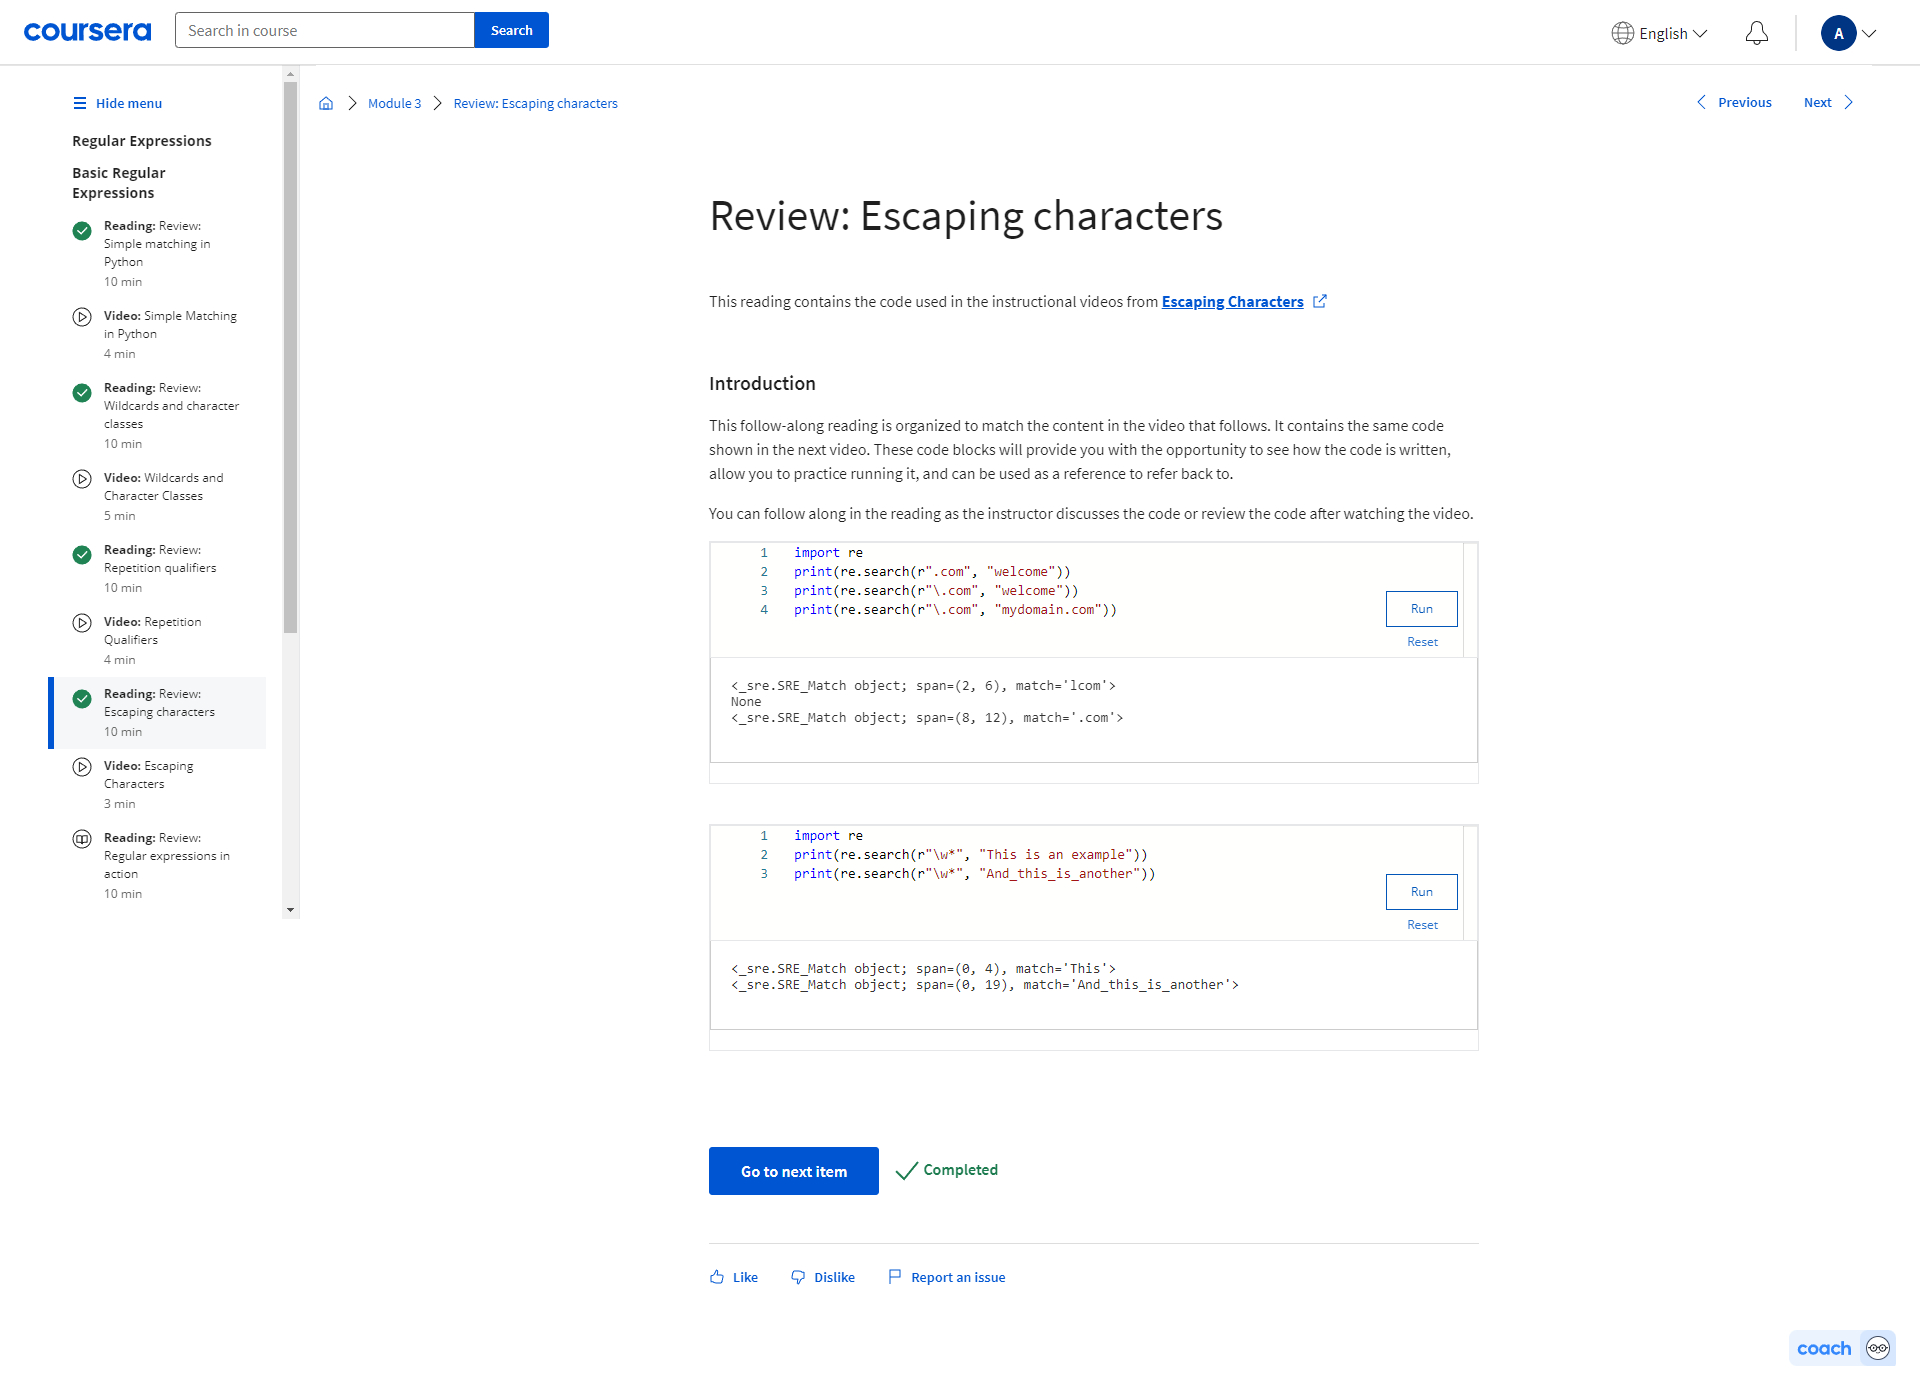 coursera
Search in course
Search
English
A
Hide menu
Regular Expressions
Basic Regular
Expressions
Reading: Review:
Simple matching in
Python
10 min
Video: Simple Matching
in Python
4 min
Reading: Review:
Wildcards and character
classes
10 min
Video: Wildcards and
Character Classes
5 min
Reading: Review:
Repetition qualifiers
10 min
Video: Repetition
Qualifiers
4 min
Reading: Review:
Escaping characters
10 min
Video: Escaping
Characters
3 min
Reading: Review:
Regular expressions in
action
10 min
Module 3
Review: Escaping characters
Previous
Next
Review: Escaping characters
This reading contains the code used in the instructional videos from Escaping Characters
Introduction
This follow-along reading is organized to match the content in the video that follows. It contains the same code
shown in the next video. These code blocks will provide you with the opportunity to see how the code is written,
allow you to practice running it, and can be used as a reference to refer back to.
You can follow along in the reading as the instructor discusses the code or review the code after watching the video.
1 import re
2 print(re.search(r".com", "welcome"))
3 print(re.search(r"\.com", "welcome"))
4 print(re.search(r"\.com", "mydomain.com"))
Run
Reset
<_sre.SRE_Match object; span=(2, 6), match='lcom'>
None
<_sre.SRE_Match object; span=(8, 12), match='.com'>
1 import re
2 print(re.search(r"\w*", "This is an example"))
3 print(re.search(r"\w*", "And_this_is_another"))
Run
Reset
<_sre.SRE_Match object; span=(0, 4), match='This'>
<_sre.SRE_Match object; span=(0, 19), match='And_this_is_another'>
Go to next item
Completed
Like
Dislike
Report an issue
coach